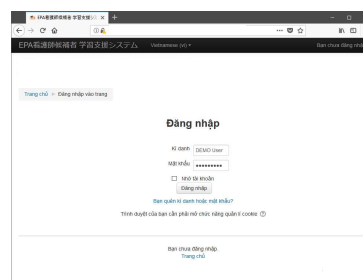 EPA看護師候補者 学習支援シ
EPA看護師候補者 学習支援システム Vietnamese (vi) Bạn chưa đăng nhập
Trang chủ » Đăng nhập vào trang
Đăng nhập
Kí danh DEMO User
Mật khẩu
Nhớ tài khoản
Đăng nhập
Bạn quên kí danh hoặc mật khẩu?
Trình duyệt của bạn cần phải mở chức năng quản lí cookie
Bạn chưa đăng nhập.
Trang chủ